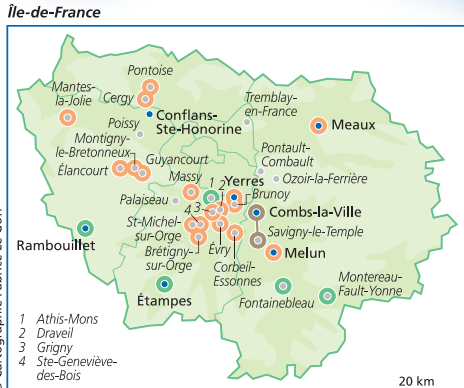 Île-de-France
Pontoise
Mantes-
la-Jolie
Cergy
Tremblay-
en-France
Conflans-
Ste-Honorine
Poissy
Meaux
Montigny-
le-Bretonneux
Guyancourt
Pontault-
Combault
Élancourt
Massy
1
2
Yerres
Ozoir-la-Ferrière
Brunoy
Palaiseau
4
3
Combs-la-Ville
St-Michel-
sur-Orge
Savigny-le-Temple
Rambouillet
Évry
Melun
Brétigny-
sur-Orge
Corbeil-
Essonnes
Montereau-
Fault-Yonne
Étampes
Fontainebleau
1 Athis-Mons
2 Draveil
3 Grigny
4 Ste-Geneviève-
des-Bois
20 km